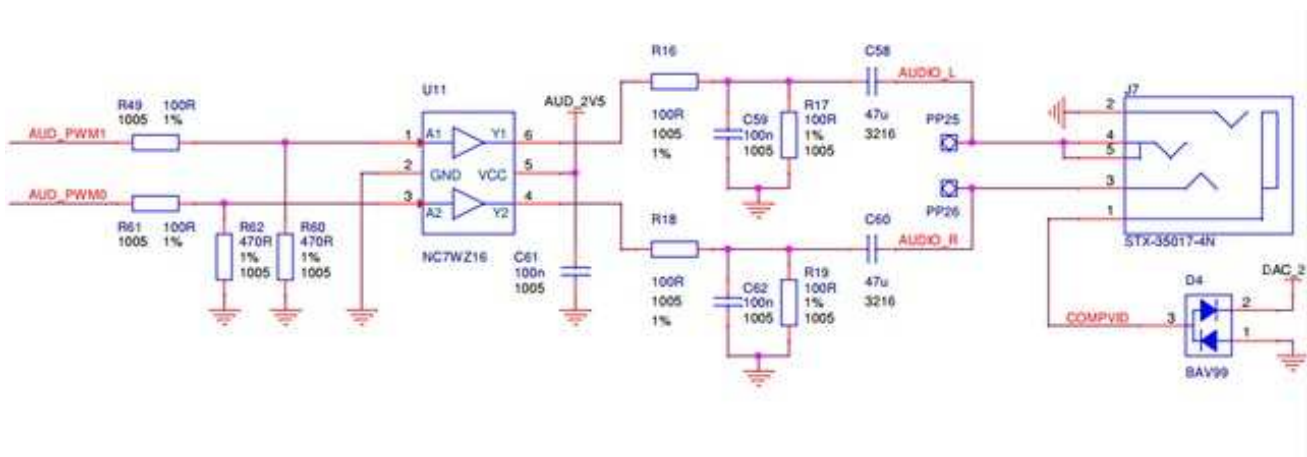 R49 100R
1005 1%
AUD_PWM1
AUD_PWM0
R61 100R
1005 1%
R62
470R
1%
1005
R60
470R
1%
1005
U11
1 A1 Y1 6
2 GND VCC 5
3 A2 Y2 4
NC7WZ16
AUD_2V5
C61
100n
1005
R16
100R
1005
1%
C59
100n
1005
R17
100R
1%
1005
C58
47u
3216
AUDIO_L
R18
100R
1005
1%
C62
100n
1005
R19
100R
1%
1005
C60
AUDIO_R
47u
3216
PP25
PP26
J7
2
4
5
3
1
STX-35017-4N
COMPVID
D4
3
2
1
BAV99
DAC_2